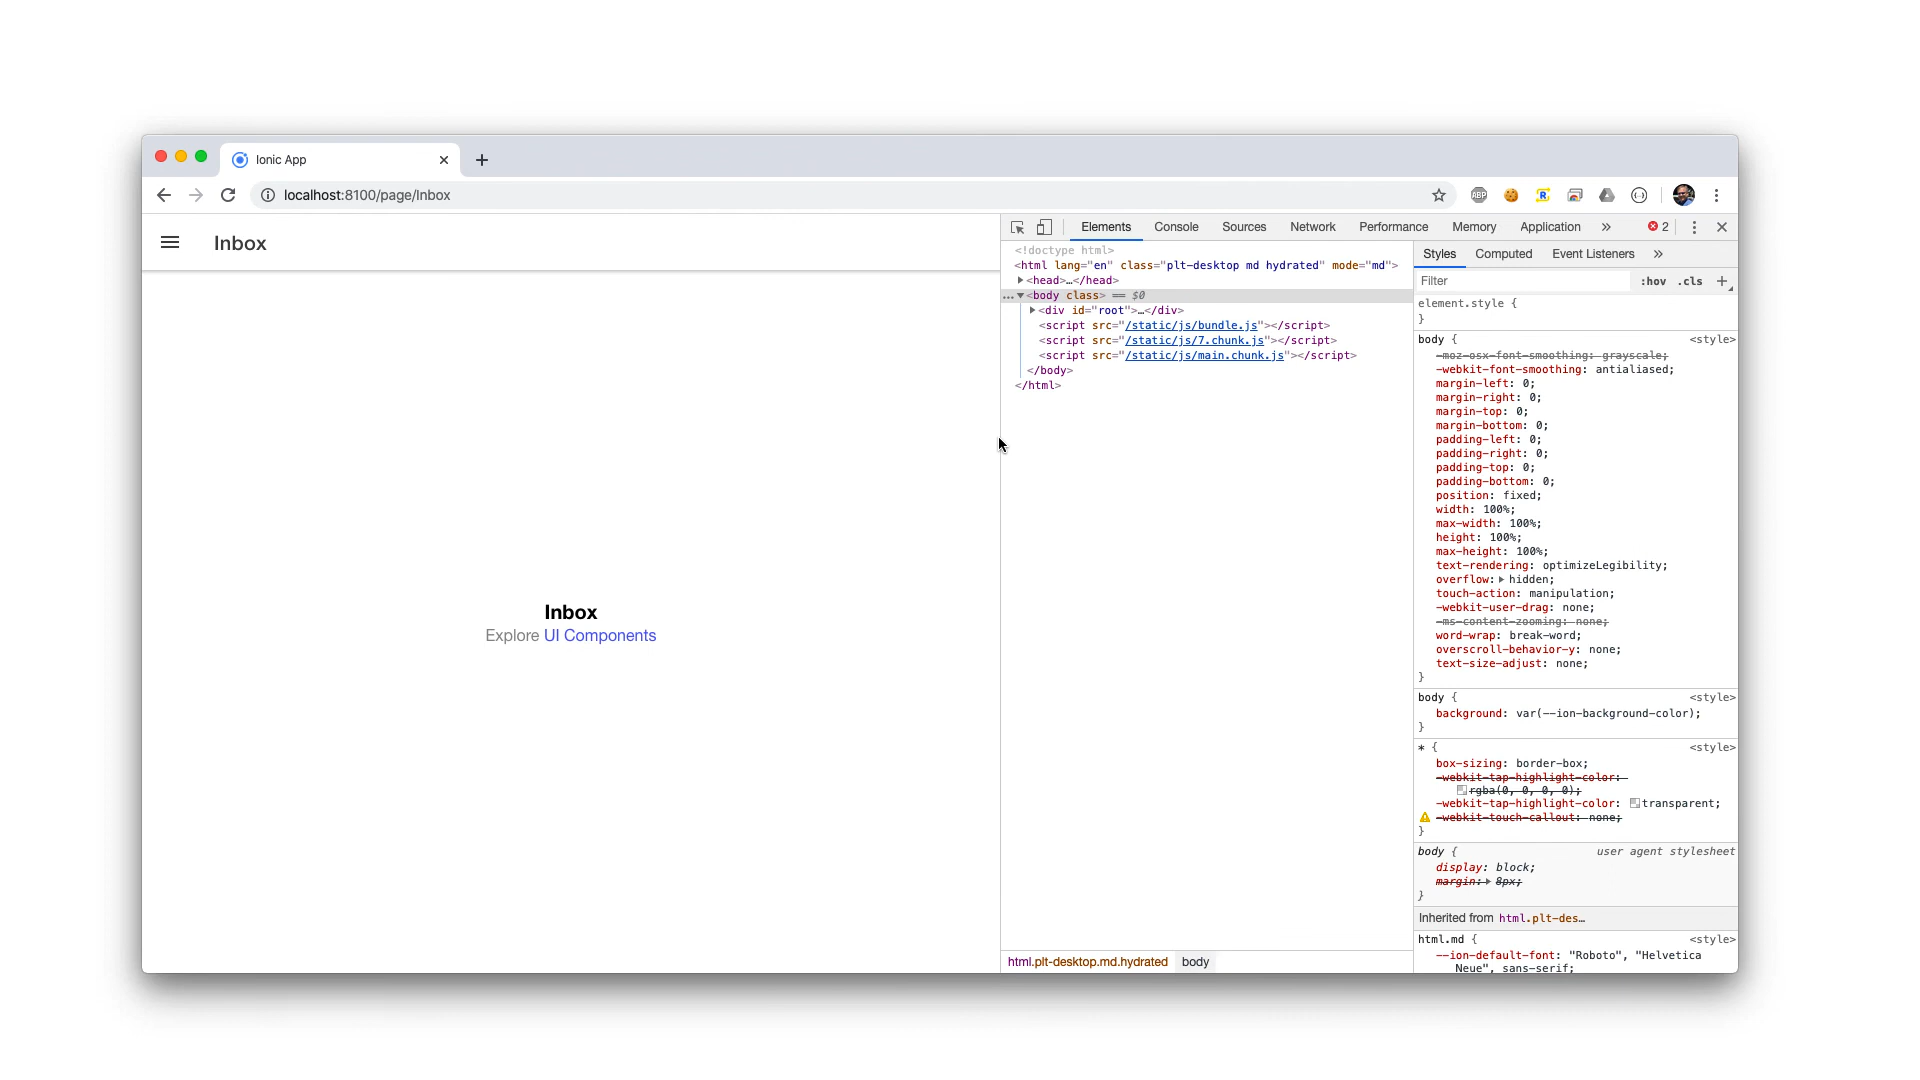 Ionic App
localhost:8100/page/Inbox
ABP
R
Inbox
Inbox
Explore UI Components
Elements Console Sources Network Performance Memory Application » 2
<!doctype html>
<html lang="en" class="plt-desktop md hydrated" mode="md">
<head>…</head>
<body class> == $0
<div id="root">…</div>
<script src="/static/js/bundle.js"></script>
<script src="/static/js/7.chunk.js"></script>
<script src="/static/js/main.chunk.js"></script>
</body>
</html>
html.plt-desktop.md.hydrated body
Styles Computed Event Listeners »
Filter :hov .cls +
element.style {
}
body { <style>
-moz-osx-font-smoothing: grayscale;
-webkit-font-smoothing: antialiased;
margin-left: 0;
margin-right: 0;
margin-top: 0;
margin-bottom: 0;
padding-left: 0;
padding-right: 0;
padding-top: 0;
padding-bottom: 0;
position: fixed;
width: 100%;
max-width: 100%;
height: 100%;
max-height: 100%;
text-rendering: optimizeLegibility;
overflow: hidden;
touch-action: manipulation;
-webkit-user-drag: none;
-ms-content-zooming: none;
word-wrap: break-word;
overscroll-behavior-y: none;
text-size-adjust: none;
}
body { <style>
background: var(--ion-background-color);
}
* { <style>
box-sizing: border-box;
-webkit-tap-highlight-color:
rgba(0, 0, 0, 0);
-webkit-tap-highlight-color: transparent;
-webkit-touch-callout: none;
}
body { user agent stylesheet
display: block;
margin: 8px;
}
Inherited from html.plt-des…
html.md { <style>
--ion-default-font: "Roboto", "Helvetica
Neue", sans-serif;